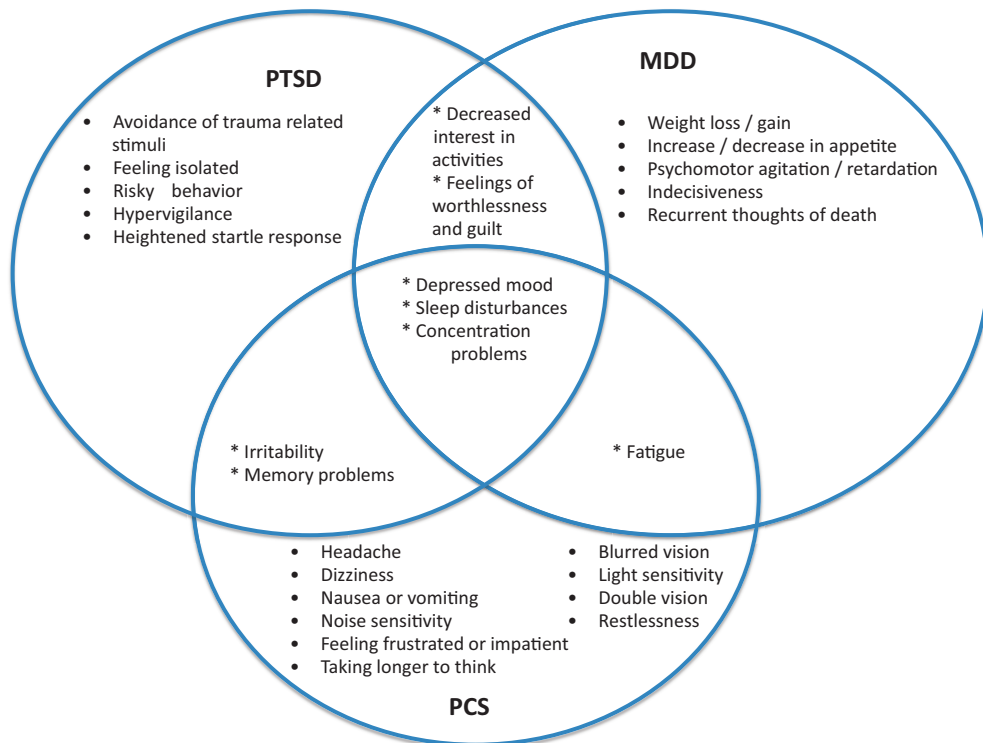 PTSD
• Avoidance of trauma related
stimuli
• Feeling isolated
• Risky behavior
• Hypervigilance
• Heightened startle response
* Decreased
interest in
activities
* Feelings of
worthlessness
and guilt
MDD
• Weight loss / gain
• Increase / decrease in appetite
• Psychomotor agitation / retardation
• Indecisiveness
• Recurrent thoughts of death
* Depressed mood
* Sleep disturbances
* Concentration
problems
* Irritability
* Memory problems
* Fatigue
• Headache
• Dizziness
• Nausea or vomiting
• Noise sensitivity
• Feeling frustrated or impatient
• Taking longer to think
• Blurred vision
• Light sensitivity
• Double vision
• Restlessness
PCS